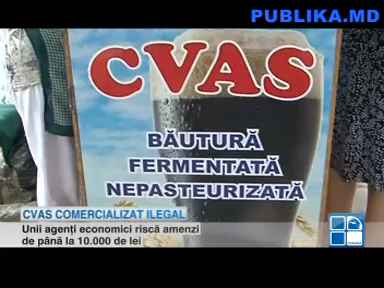 PUBLIKA.MD
CVAS
BĂUTURĂ
FERMENTATĂ
NEPASTEURIZATĂ
CVAS COMERCIALIZAT ILEGAL
Unii agenți economici riscă amenzi
de până la 10.000 de lei